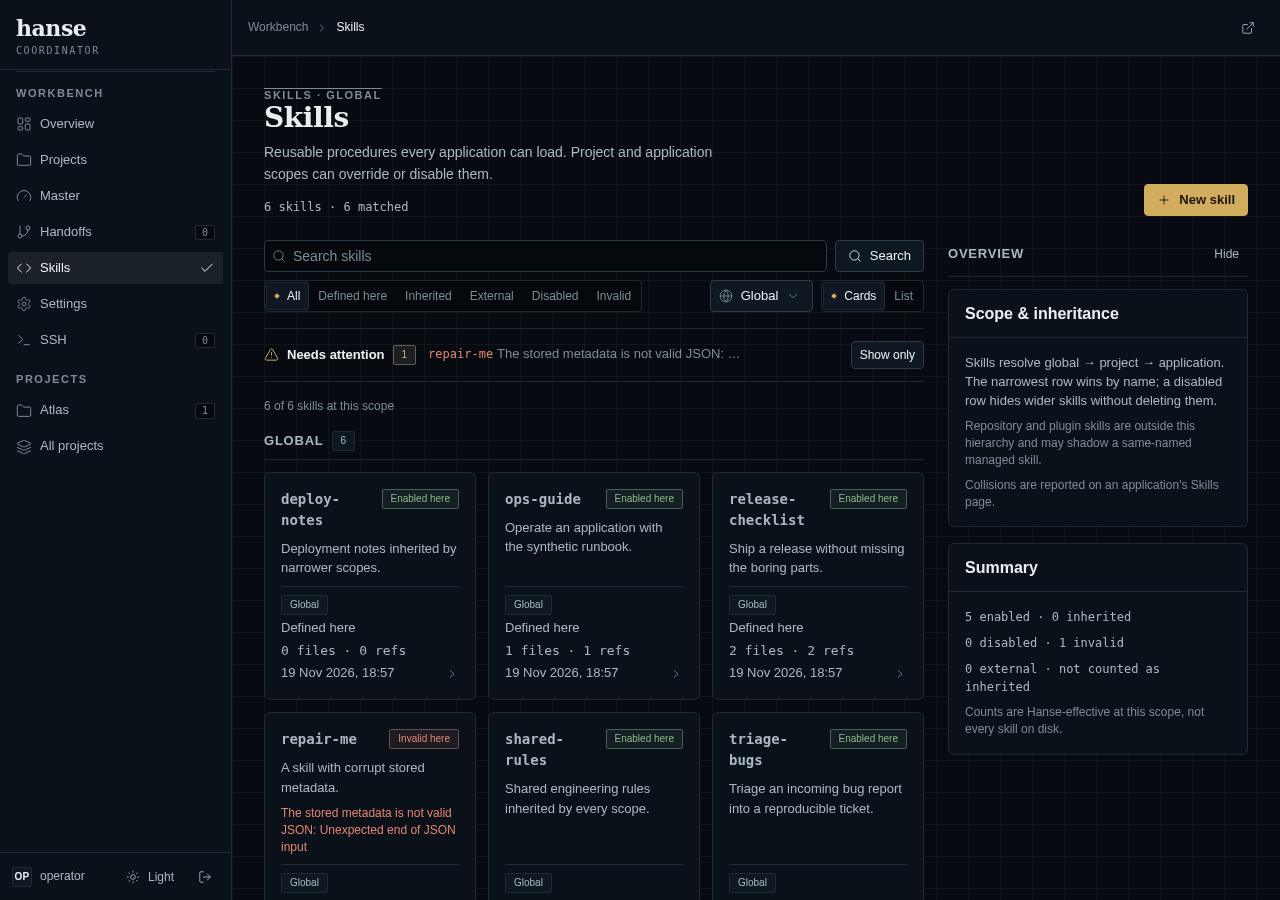 hanse
COORDINATOR
WORKBENCH
Overview
Projects
Master
Handoffs 0
Skills
Settings
SSH 0
PROJECTS
Atlas 1
All projects
OP operator Light
Workbench Skills
SKILLS · GLOBAL
Skills
Reusable procedures every application can load. Project and application
scopes can override or disable them.
6 skills · 6 matched
New skill
Search skills Search
All Defined here Inherited External Disabled Invalid Global Cards List
Needs attention 1 repair-me The stored metadata is not valid JSON: … Show only
6 of 6 skills at this scope
GLOBAL 6
deploy-
notes
Enabled here
Deployment notes inherited by
narrower scopes.
Global
Defined here
0 files · 0 refs
19 Nov 2026, 18:57
ops-guide Enabled here
Operate an application with
the synthetic runbook.
Global
Defined here
1 files · 1 refs
19 Nov 2026, 18:57
release-
checklist
Enabled here
Ship a release without missing
the boring parts.
Global
Defined here
2 files · 2 refs
19 Nov 2026, 18:57
repair-me Invalid here
A skill with corrupt stored
metadata.
The stored metadata is not valid
JSON: Unexpected end of JSON
input
Global
shared-
rules
Enabled here
Shared engineering rules
inherited by every scope.
Global
triage-
bugs
Enabled here
Triage an incoming bug report
into a reproducible ticket.
Global
OVERVIEW Hide
Scope & inheritance
Skills resolve global → project → application.
The narrowest row wins by name; a disabled
row hides wider skills without deleting them.
Repository and plugin skills are outside this
hierarchy and may shadow a same-named
managed skill.
Collisions are reported on an application's Skills
page.
Summary
5 enabled · 0 inherited
0 disabled · 1 invalid
0 external · not counted as
inherited
Counts are Hanse-effective at this scope, not
every skill on disk.